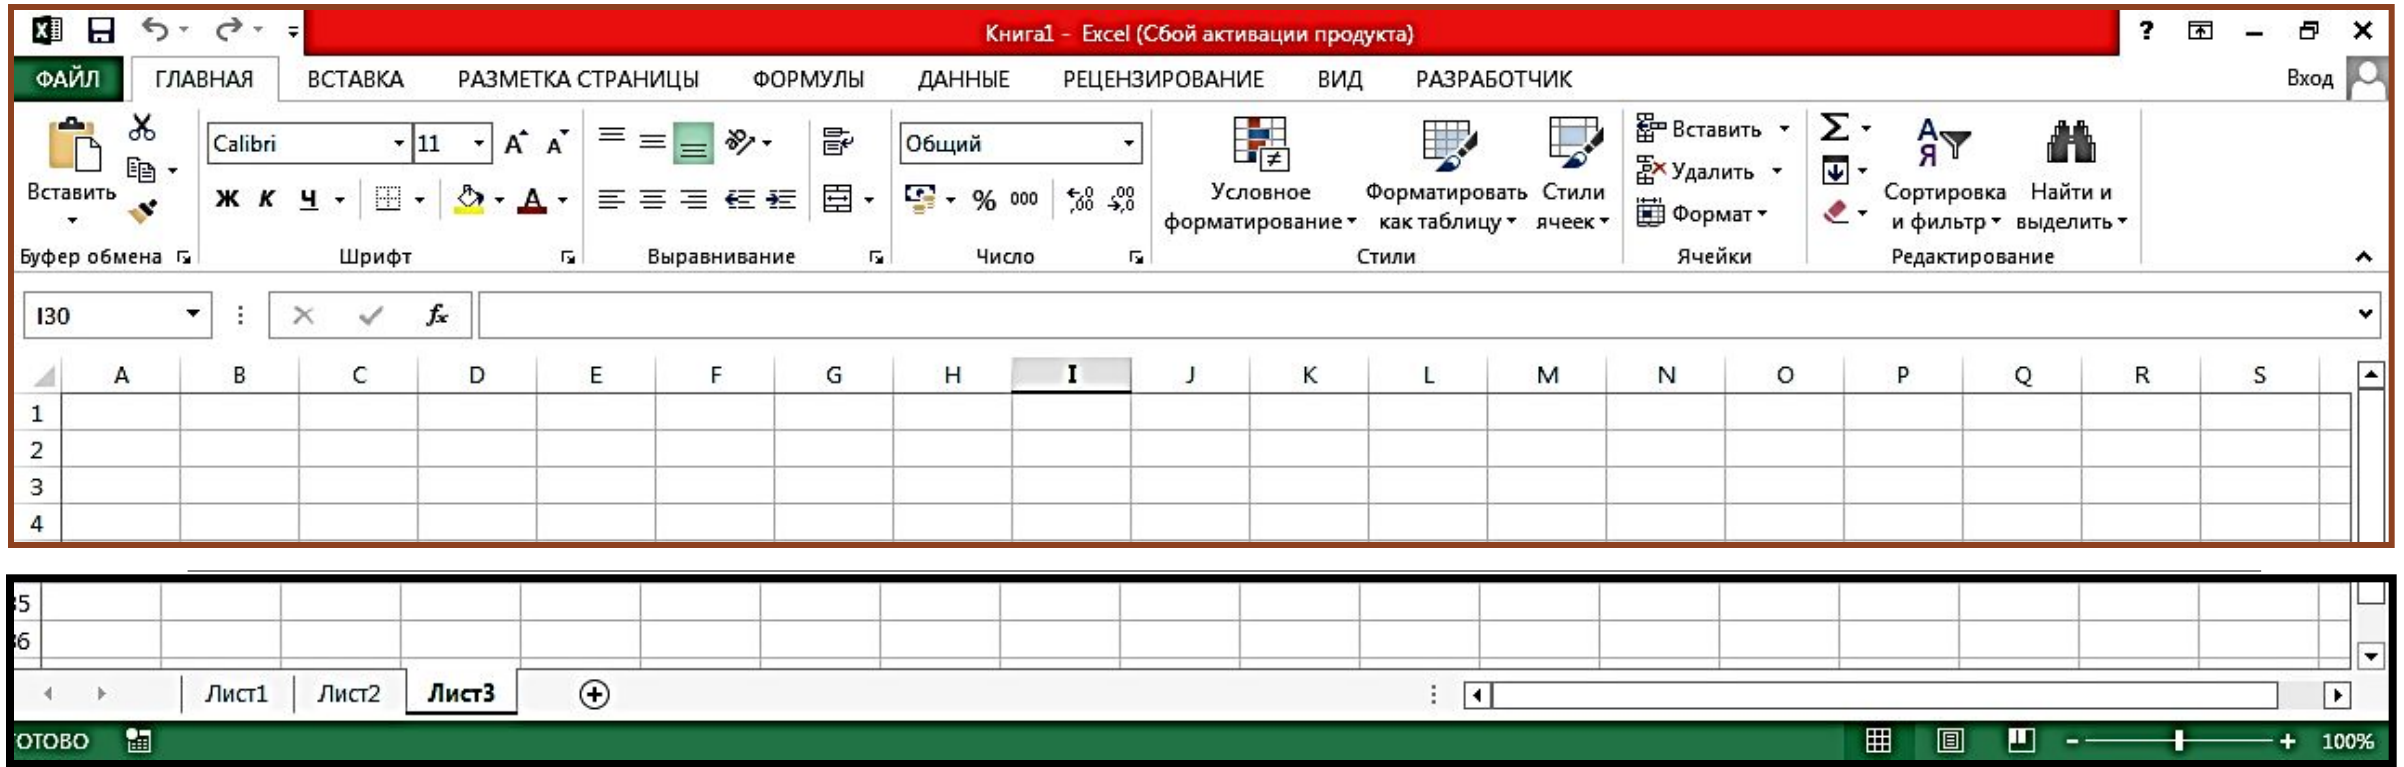 Книга1 - Excel (Сбой активации продукта) ?
ФАЙЛ ГЛАВНАЯ ВСТАВКА РАЗМЕТКА СТРАНИЦЫ ФОРМУЛЫ ДАННЫЕ РЕЦЕНЗИРОВАНИЕ ВИД РАЗРАБОТЧИК Вход
Calibri 11 Общий
Вставить
Ж К Ч % 000
Условное форматирование
Форматировать как таблицу
Стили ячеек
Вставить
Удалить
Формат
Сортировка и фильтр
Найти и выделить
Буфер обмена Шрифт Выравнивание Число Стили Ячейки Редактирование
I30 fx
A B C D E F G H I J K L M N O P Q R S
1
2
3
4
35
36
Лист1 Лист2 Лист3
ОТОВО 100%